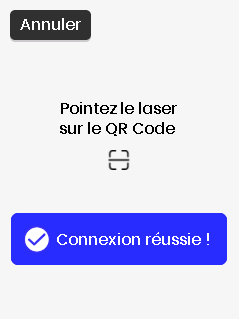 Annuler
Pointez le laser
sur le QR Code
Connexion réussie !